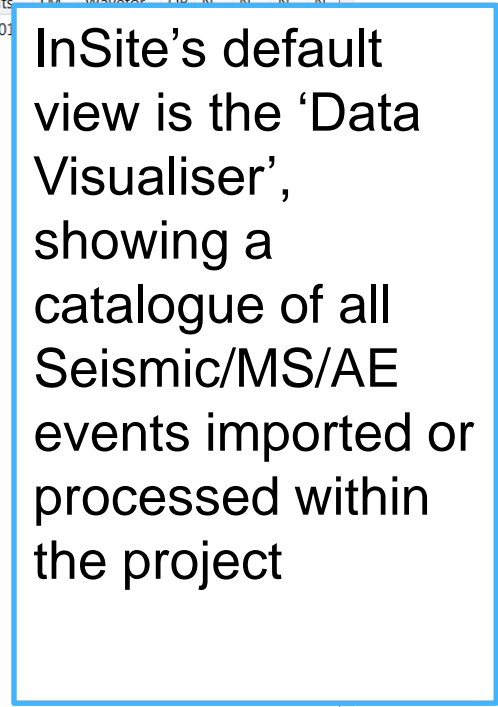 01
InSite’s default
view is the ‘Data
Visualiser’,
showing a
catalogue of all
Seismic/MS/AE
events imported or
processed within
the project